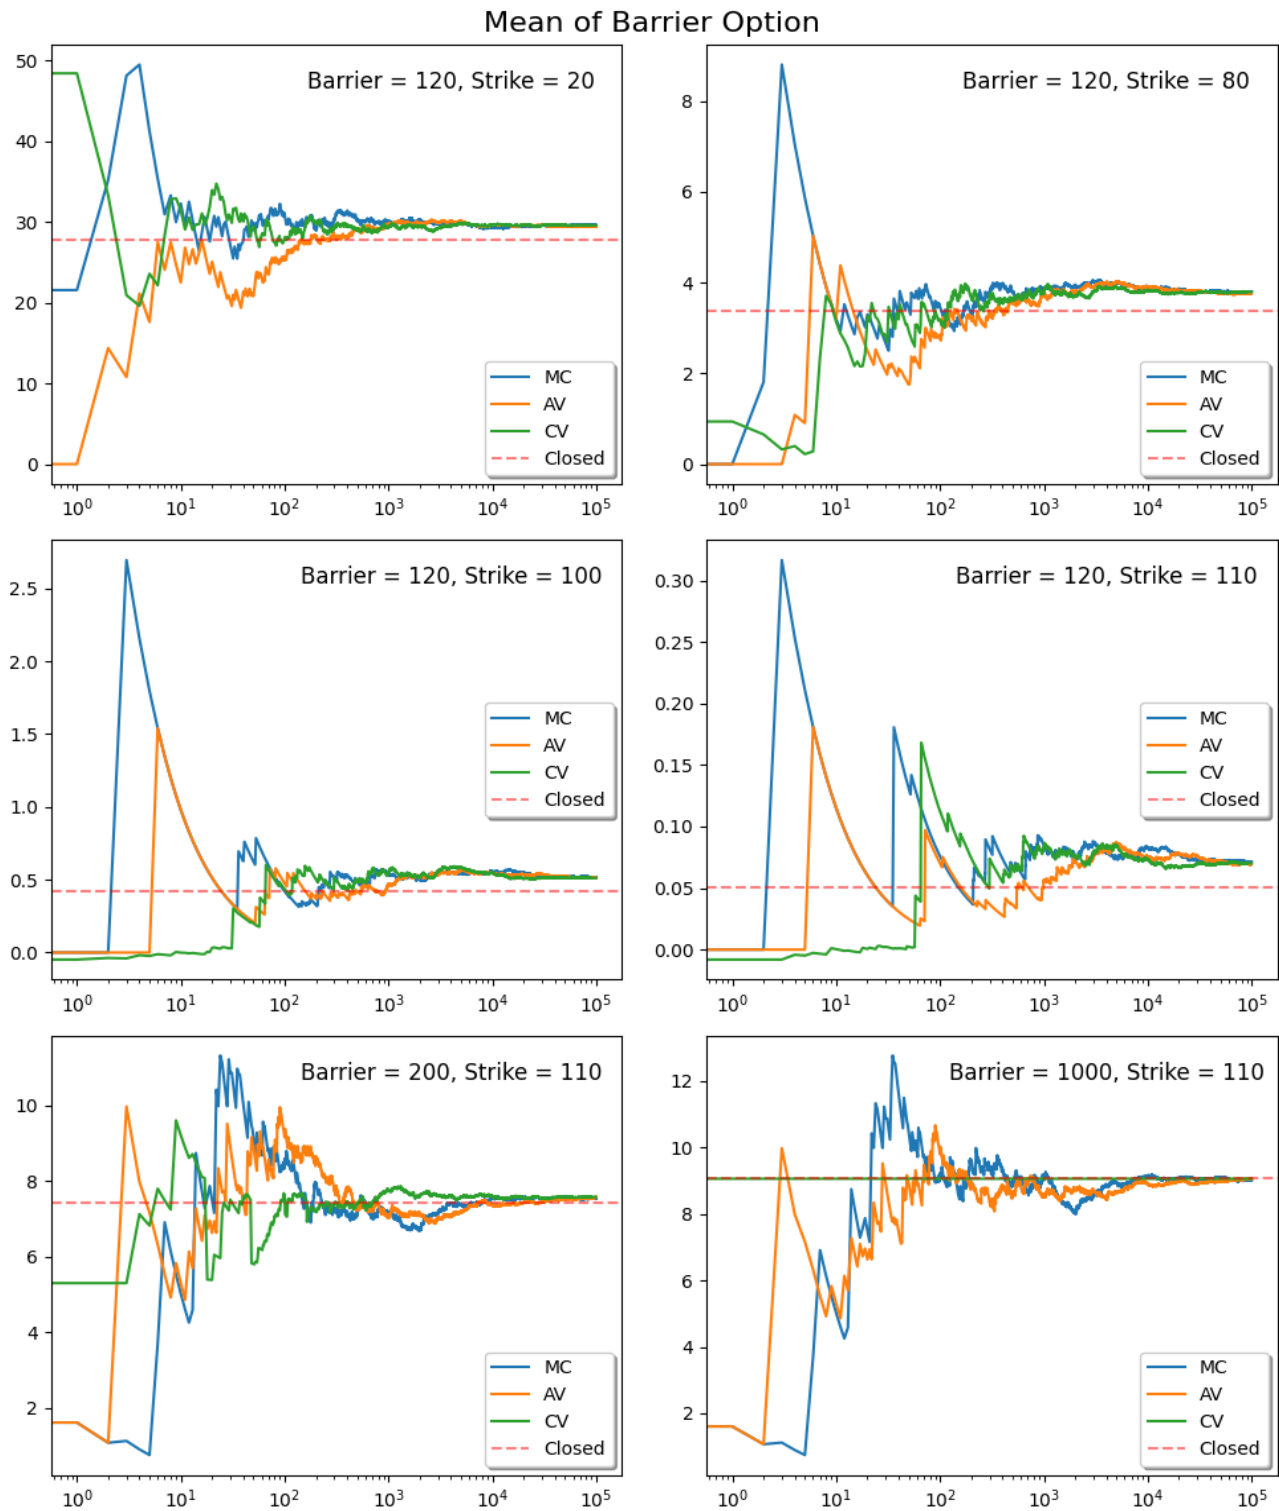 Mean of Barrier Option
Barrier = 120, Strike = 20
50
40
30
20
10
0
MC
AV
CV
Closed
10⁰ 10¹ 10² 10³ 10⁴ 10⁵
Barrier = 120, Strike = 80
8
6
4
2
0
MC
AV
CV
Closed
10⁰ 10¹ 10² 10³ 10⁴ 10⁵
Barrier = 120, Strike = 100
2.5
2.0
1.5
1.0
0.5
0.0
MC
AV
CV
Closed
10⁰ 10¹ 10² 10³ 10⁴ 10⁵
Barrier = 120, Strike = 110
0.30
0.25
0.20
0.15
0.10
0.05
0.00
MC
AV
CV
Closed
10⁰ 10¹ 10² 10³ 10⁴ 10⁵
Barrier = 200, Strike = 110
10
8
6
4
2
MC
AV
CV
Closed
10⁰ 10¹ 10² 10³ 10⁴ 10⁵
Barrier = 1000, Strike = 110
12
10
8
6
4
2
MC
AV
CV
Closed
10⁰ 10¹ 10² 10³ 10⁴ 10⁵